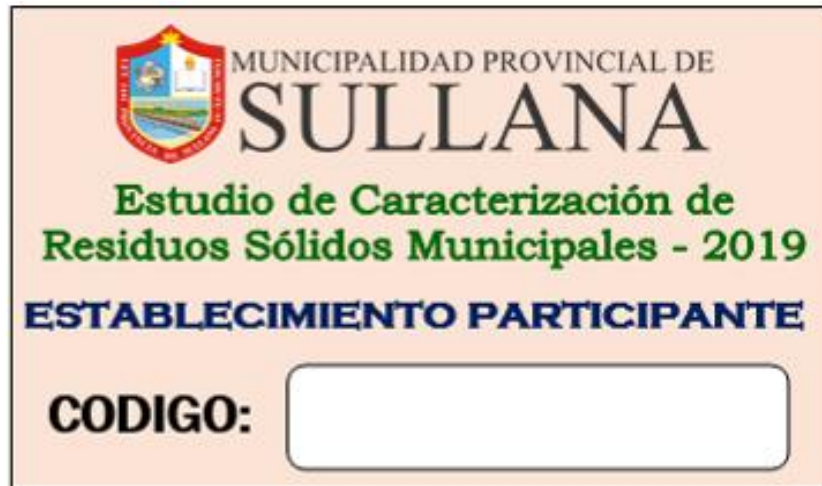 MUNICIPALIDAD PROVINCIAL DE
SULLANA
Estudio de Caracterización de
Residuos Sólidos Municipales - 2019
ESTABLECIMIENTO PARTICIPANTE
CODIGO: